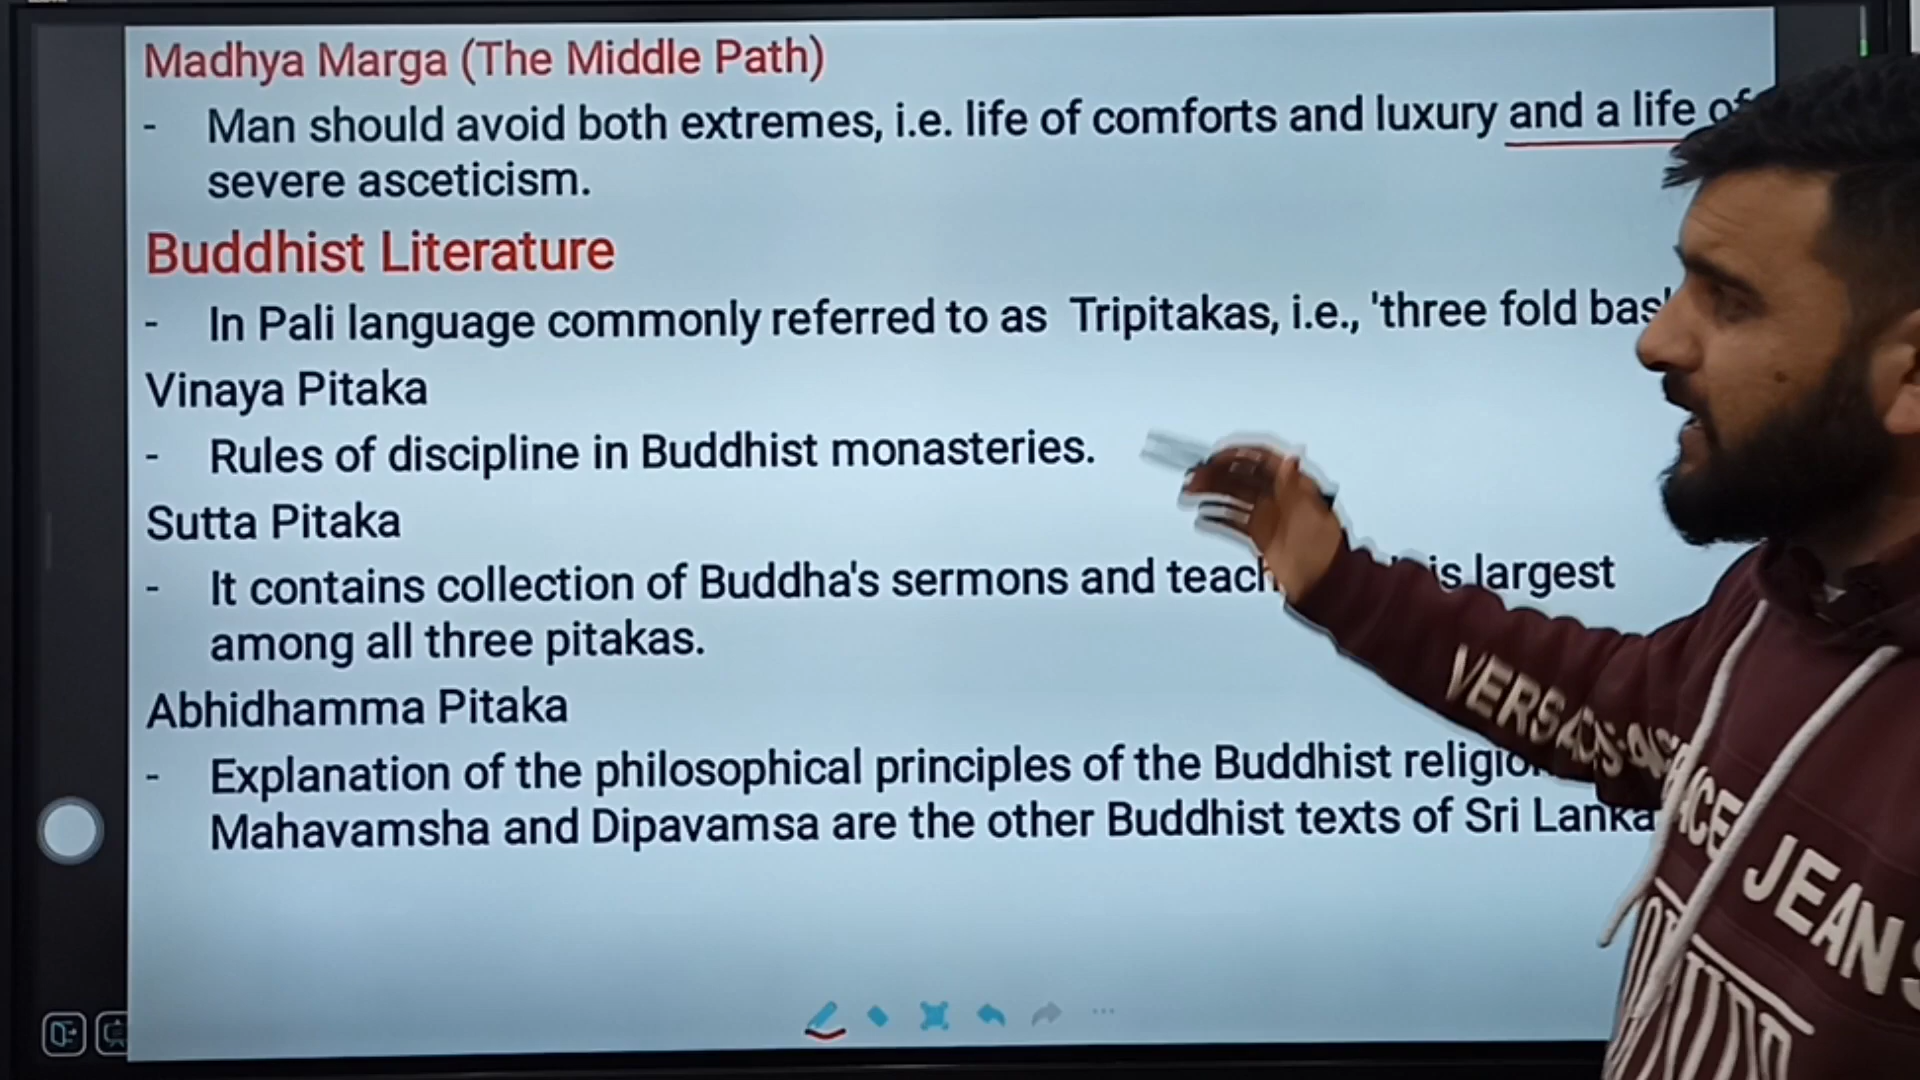 Madhya Marga (The Middle Path)
- Man should avoid both extremes, i.e. life of comforts and luxury and a life of
severe asceticism.
Buddhist Literature
- In Pali language commonly referred to as Tripitakas, i.e., 'three fold
Vinaya Pitaka
- Rules of discipline in Buddhist monasteries.
Sutta Pitaka
- It contains collection of Buddha's sermons and is largest
among all three pitakas.
Abhidhamma Pitaka
- Explanation of the philosophical principles of the Buddhist
Mahavamsha and Dipavamsa are the other Buddhist texts of Sri Lanka
JEANS